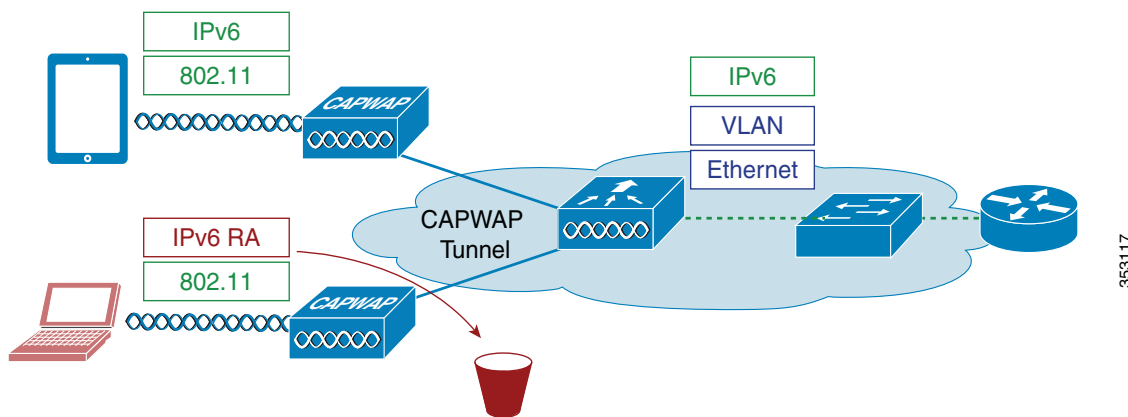 IPv6
802.11
CAPWAP
IPv6
VLAN
Ethernet
CAPWAP
Tunnel
IPv6 RA
802.11
CAPWAP
353117